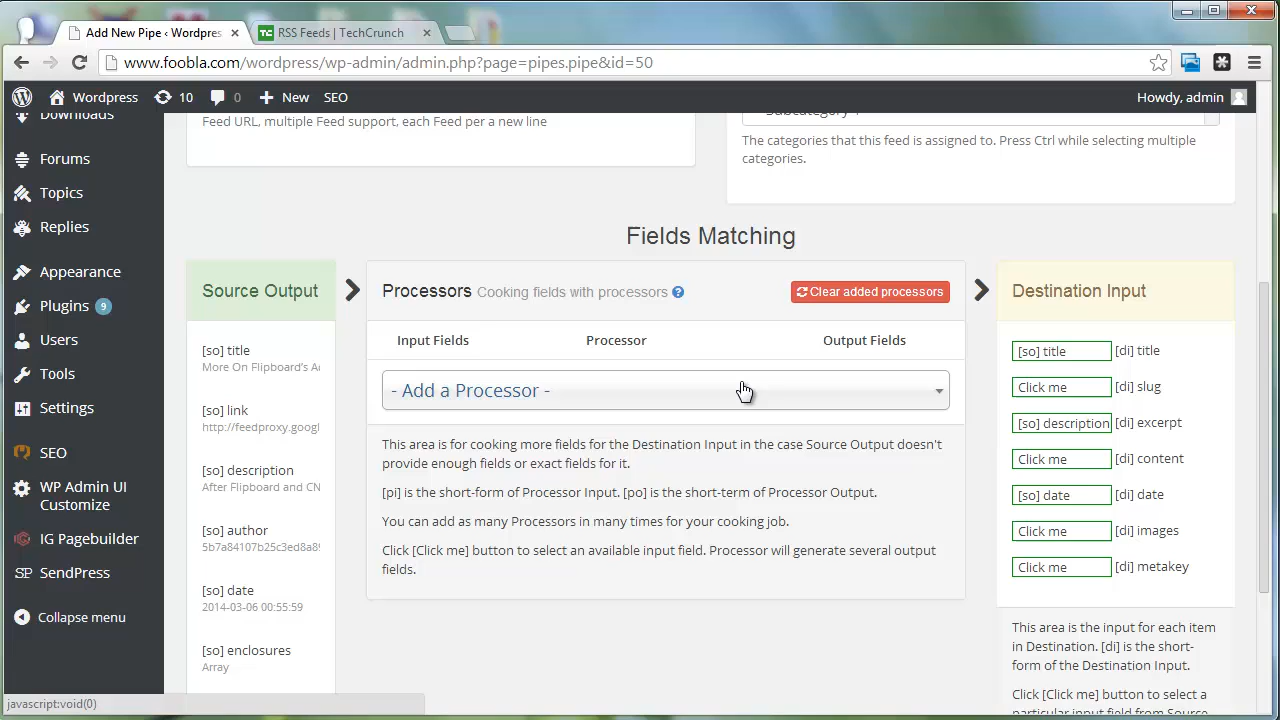 Add New Pipe ‹ Wordpres
RSS Feeds | TechCrunch
www.foobla.com/wordpress/wp-admin/admin.php?page=pipes.pipe&id=50
Wordpress
10
0
New
SEO
Howdy, admin
Downloads
Forums
Topics
Replies
Appearance
Plugins 9
Users
Tools
Settings
SEO
WP Admin UI
Customize
IG Pagebuilder
SP SendPress
Collapse menu
Feed URL, multiple Feed support, each Feed per a new line
The categories that this feed is assigned to. Press Ctrl while selecting multiple
categories.
Fields Matching
Source Output
[so] title
More On Flipboard's
[so] link
http://feedproxy.googl
[so] description
After Flipboard and CN
[so] author
5b7a84107b25c3ed8a8
[so] date
2014-03-06 00:55:59
[so] enclosures
Array
Processors Cooking fields with processors ?
Clear added processors
Input Fields
Processor
Output Fields
- Add a Processor -
This area is for cooking more fields for the Destination Input in the case Source Output doesn't
provide enough fields or exact fields for it.
[pi] is the short-form of Processor Input. [po] is the short-term of Processor Output.
You can add as many Processors in many times for your cooking job.
Click [Click me] button to select an available input field. Processor will generate several output
fields.
Destination Input
[so] title [di] title
Click me [di] slug
[so] description [di] excerpt
Click me [di] content
[so] date [di] date
Click me [di] images
Click me [di] metakey
This area is the input for each item
in Destination. [di] is the short-
form of the Destination Input.
Click [Click me] button to select a
particular input field from Source
javascript:void(0)